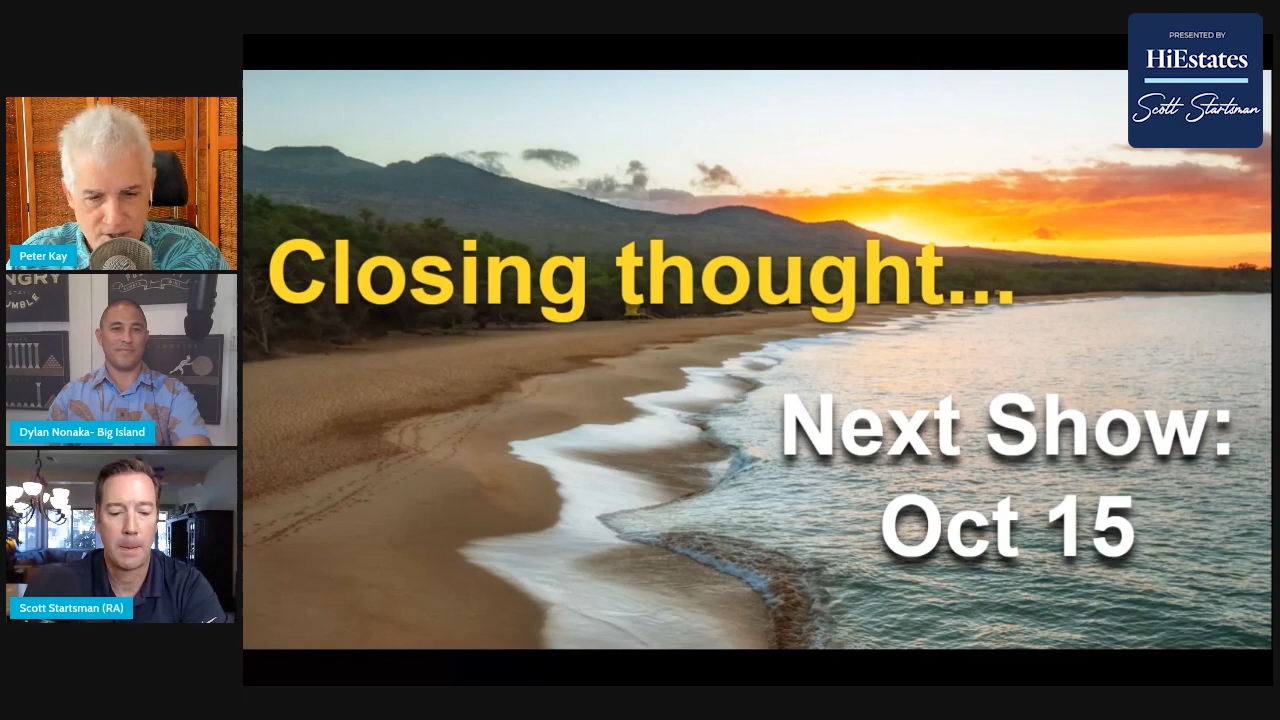 PRESENTED BY
HiEstates
Scott Startsman
Peter Kay
Closing thought...
Next Show:
Oct 15
Dylan Nonaka- Big Island
Scott Startsman (RA)